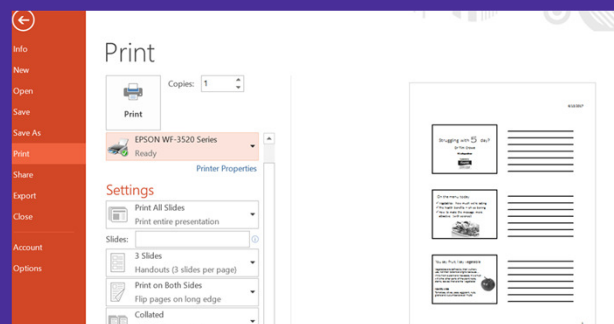 Info
New
Open
Save
Save As
Print
Share
Export
Close
Account
Options
Print
Copies: 1
Print
EPSON WF-3520 Series
Ready
Printer Properties
Settings
Print All Slides
Print entire presentation
Slides:
3 Slides
Handouts (3 slides per page)
Print on Both Sides
Flip pages on long edge
Collated
Struggling with 5 day?
On the menu today: